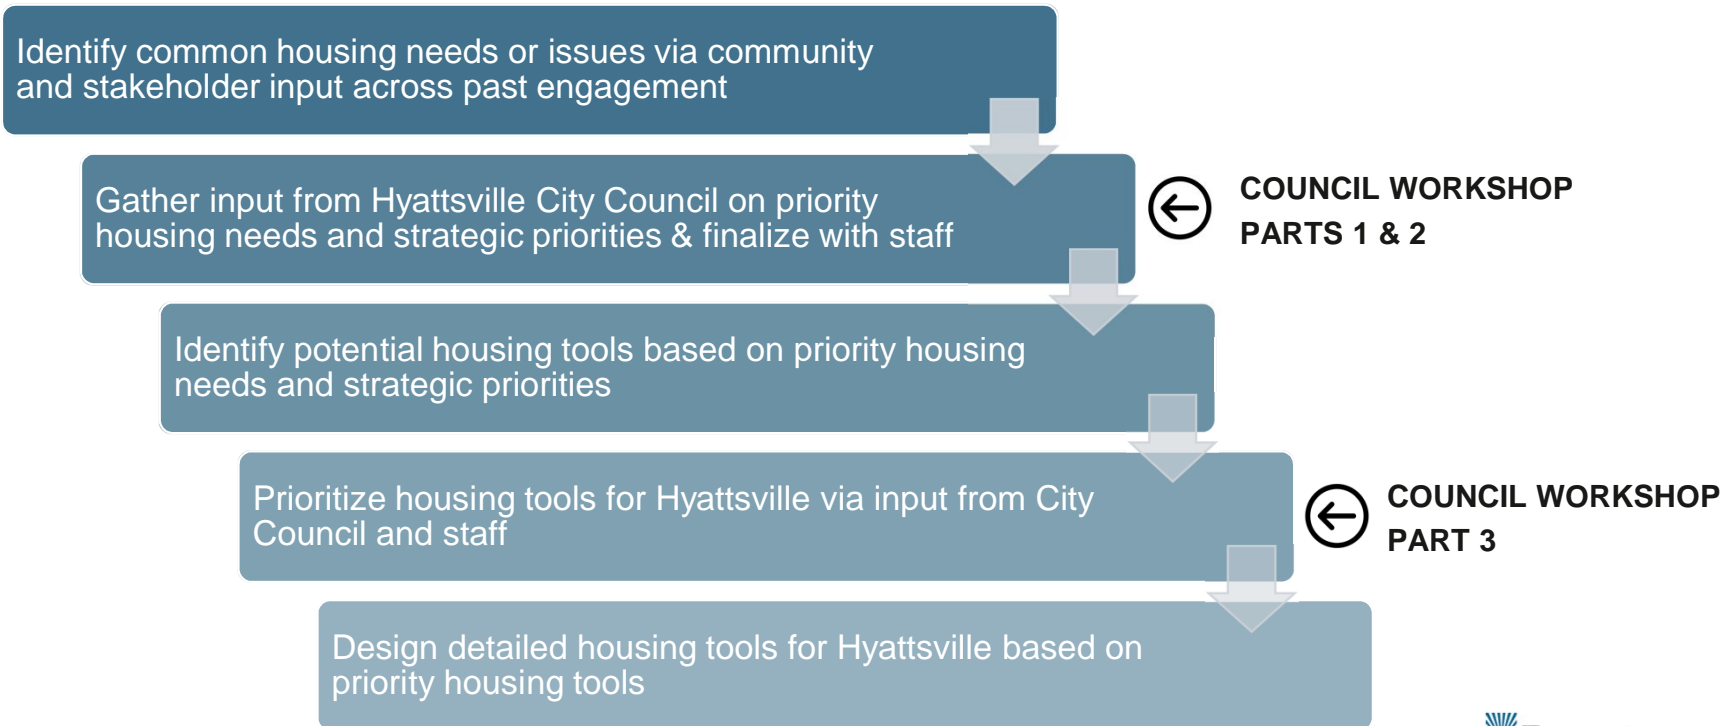 Identify common housing needs or issues via community
and stakeholder input across past engagement
Gather input from Hyattsville City Council on priority
housing needs and strategic priorities & finalize with staff
COUNCIL WORKSHOP
PARTS 1 & 2
Identify potential housing tools based on priority housing
needs and strategic priorities
Prioritize housing tools for Hyattsville via input from City
Council and staff
COUNCIL WORKSHOP
PART 3
Design detailed housing tools for Hyattsville based on
priority housing tools